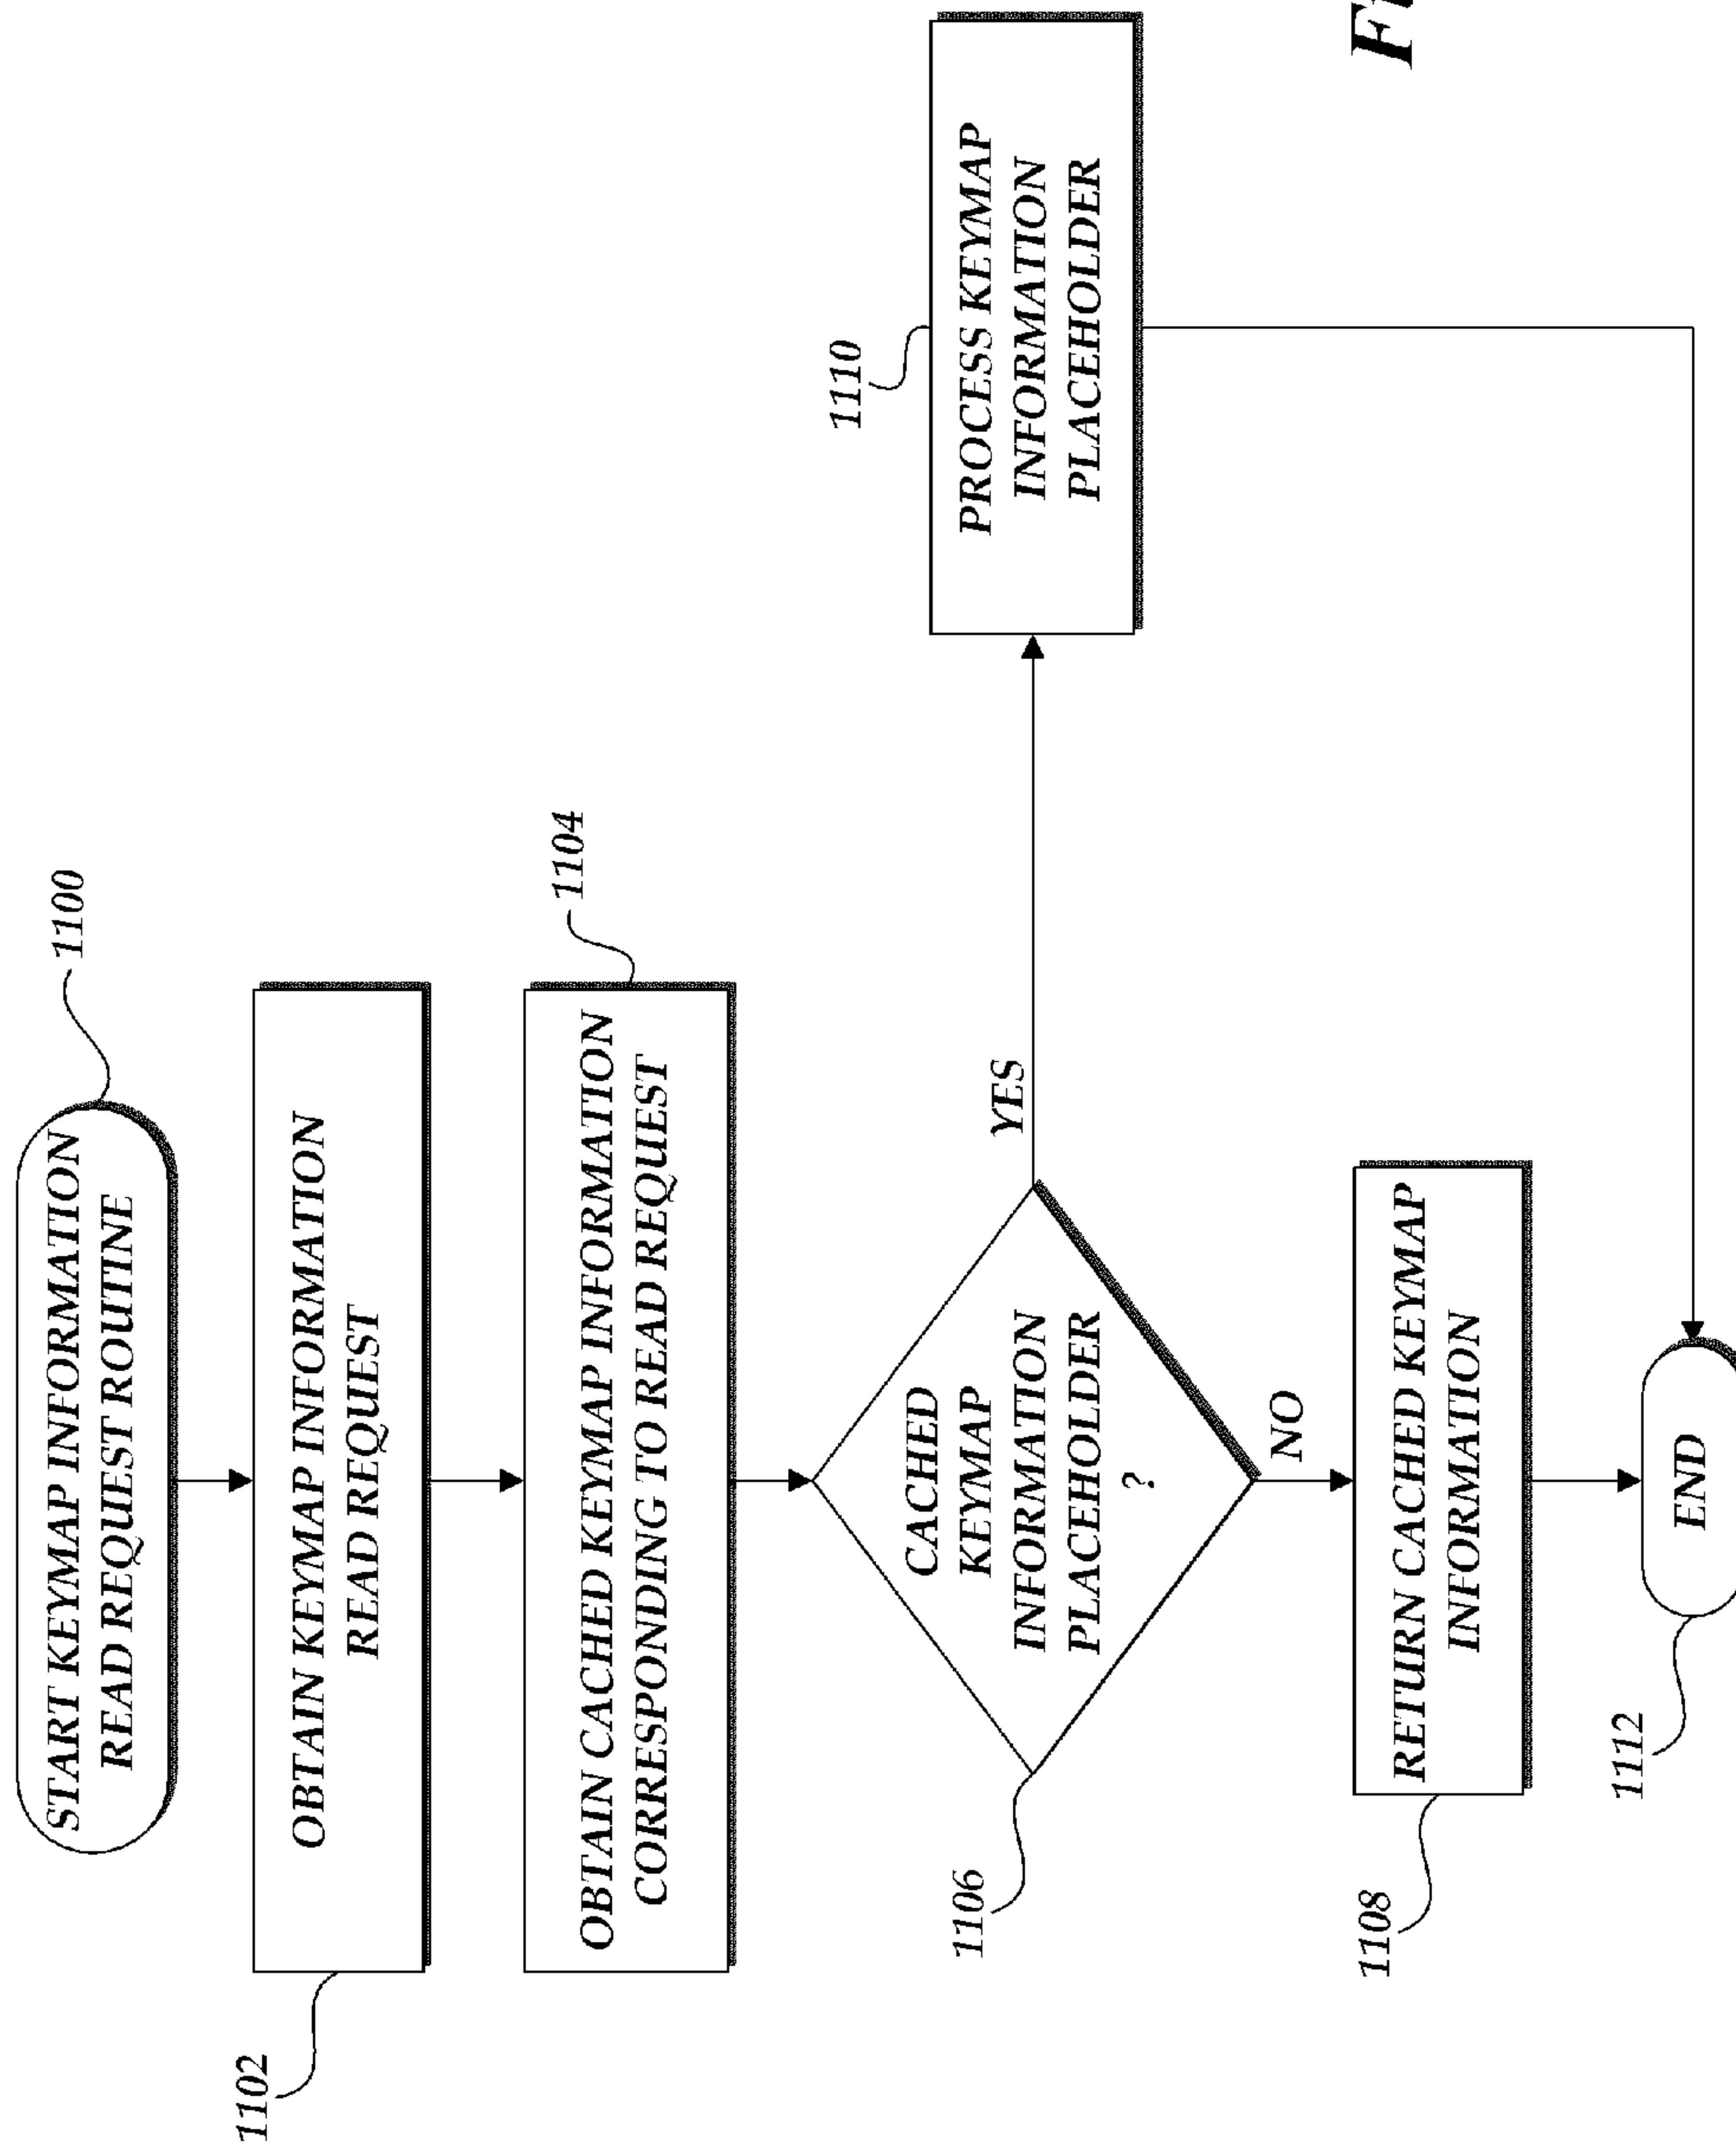 START KEYMAP INFORMATION
READ REQUEST ROUTINE
1100
1102
OBTAIN KEYMAP INFORMATION
READ REQUEST
1104
OBTAIN CACHED KEYMAP INFORMATION
CORRESPONDING TO READ REQUEST
1106
CACHED
KEYMAP
INFORMATION
PLACEHOLDER
?
YES
1110
PROCESS KEYMAP
INFORMATION
PLACEHOLDER
NO
1108
RETURN CACHED KEYMAP
INFORMATION
1112
END